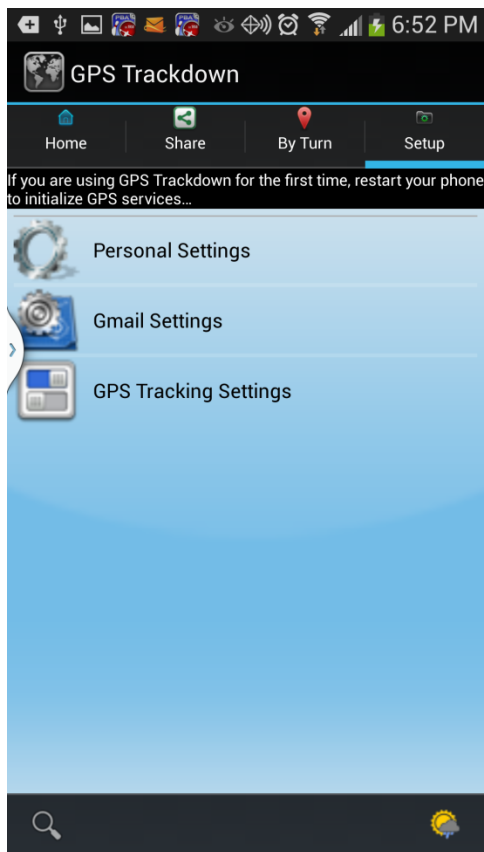 6:52 PM
GPS Trackdown
Home Share By Turn Setup
If you are using GPS Trackdown for the first time, restart your phone
to initialize GPS services...
Personal Settings
Gmail Settings
GPS Tracking Settings